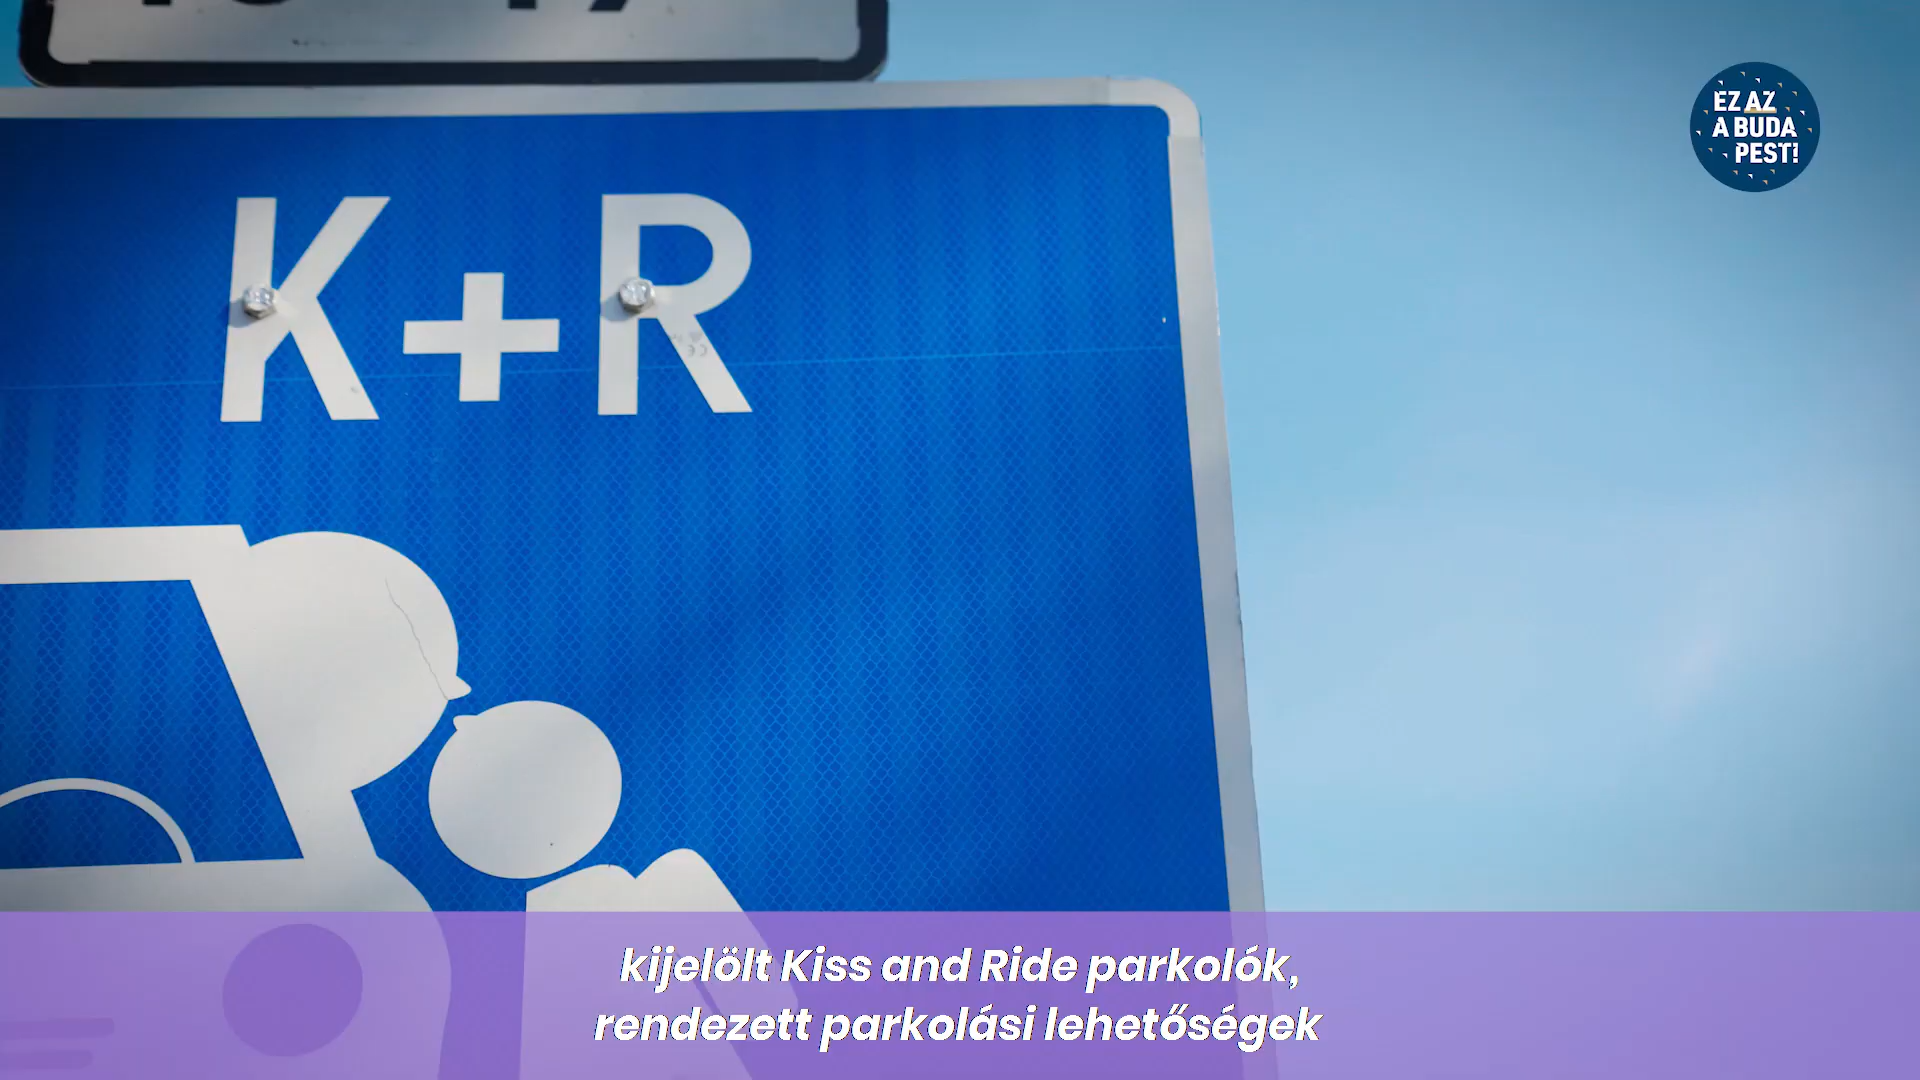 K+R
EZ AZ
A BUDA
PEST!
kijelölt Kiss and Ride parkolók,
rendezett parkolási lehetőségek